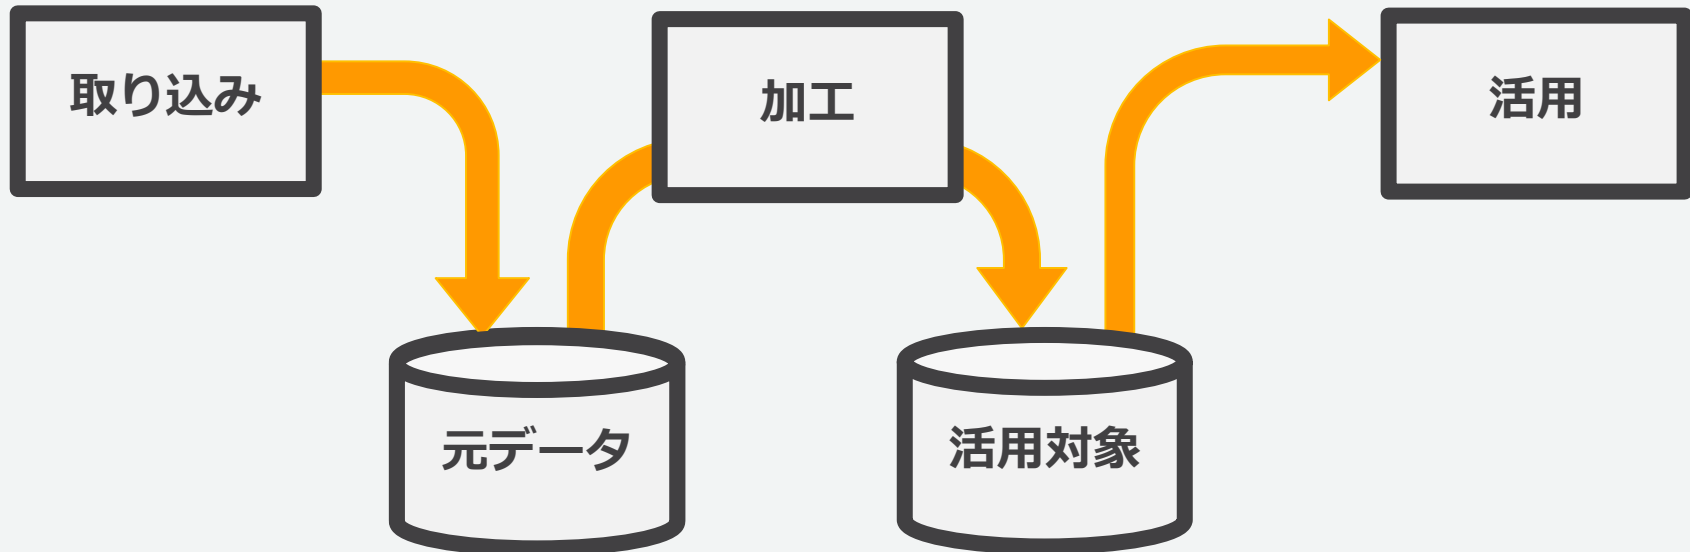 取り込み
加工
活用
元データ
活用対象